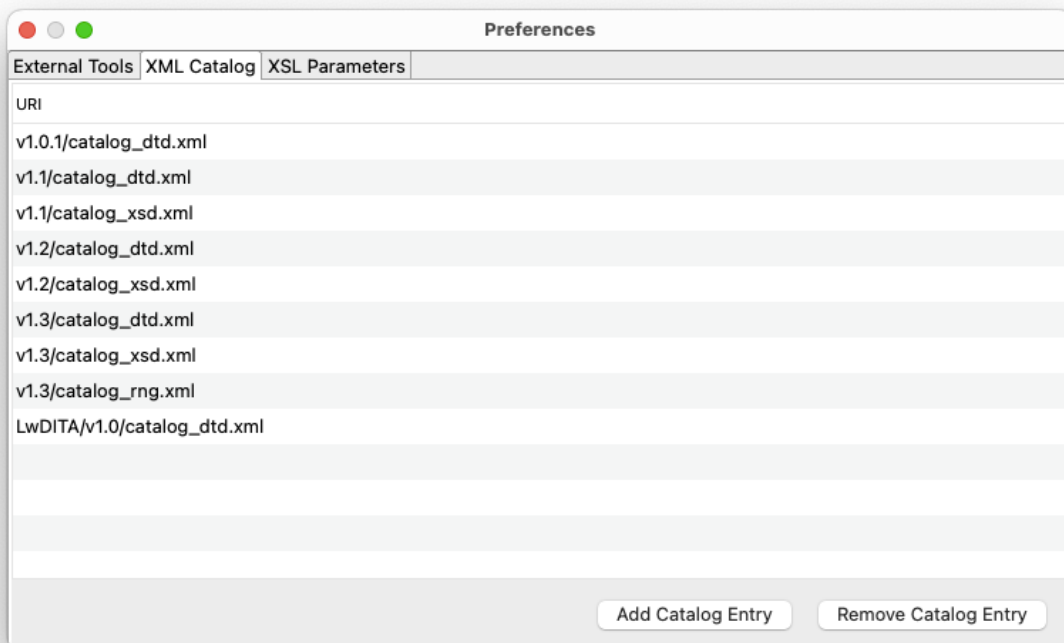 Preferences
External Tools XML Catalog XSL Parameters
URI
v1.0.1/catalog_dtd.xml
v1.1/catalog_dtd.xml
v1.1/catalog_xsd.xml
v1.2/catalog_dtd.xml
v1.2/catalog_xsd.xml
v1.3/catalog_dtd.xml
v1.3/catalog_xsd.xml
v1.3/catalog_rng.xml
LwDITA/v1.0/catalog_dtd.xml
Add Catalog Entry Remove Catalog Entry